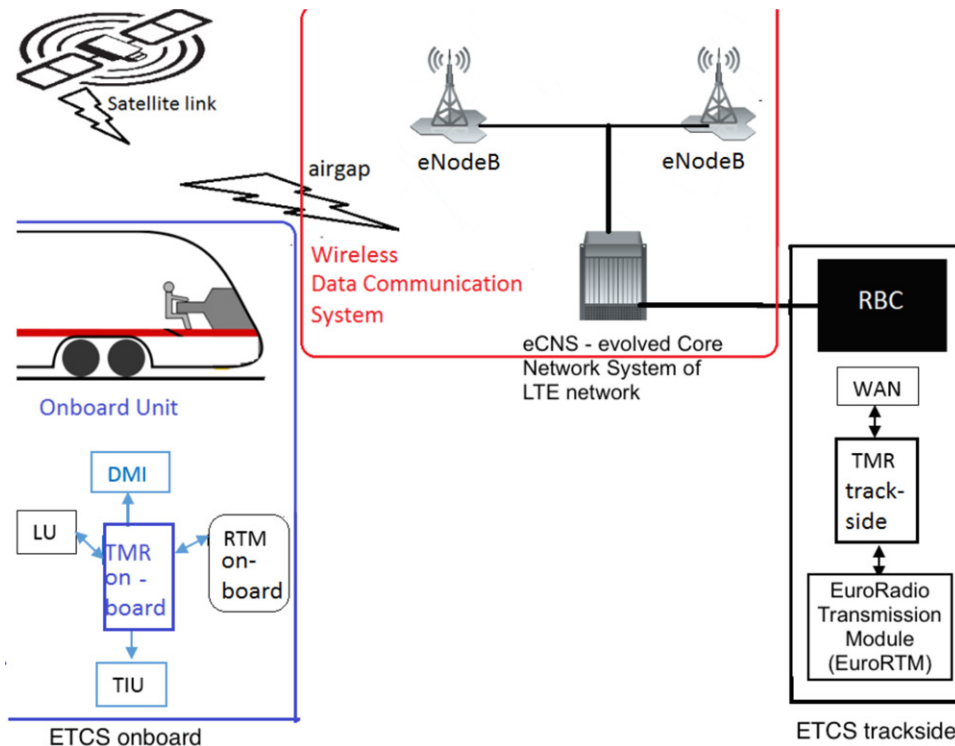 Satellite link
airgap
eNodeB
eNodeB
Wireless
Data Communication
System
eCNS - evolved Core
Network System of
LTE network
RBC
WAN
TMR
track-
side
EuroRadio
Transmission
Module
(EuroRTM)
ETCS trackside
Onboard Unit
DMI
LU
TMR
on -
board
RTM
on-
board
TIU
ETCS onboard